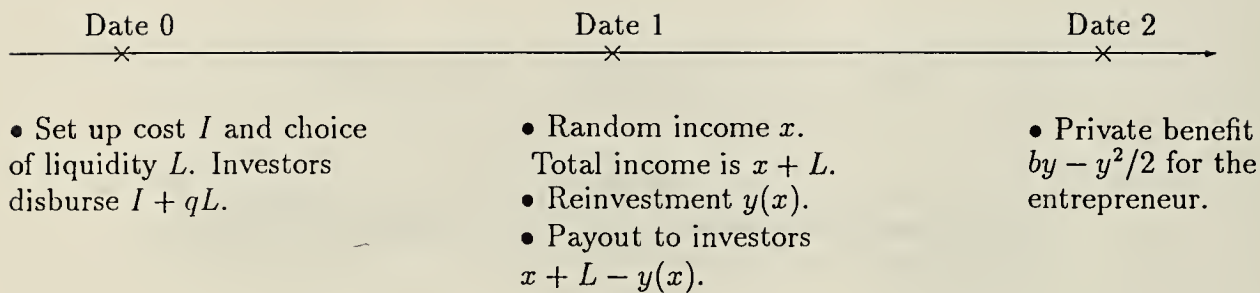 Date 0 Date 1 Date 2
• Set up cost I and choice
of liquidity L. Investors
disburse I + qL.
• Random income x.
Total income is x + L.
• Reinvestment y(x).
• Payout to investors
x + L − y(x).
• Private benefit
by − y²/2 for the
entrepreneur.